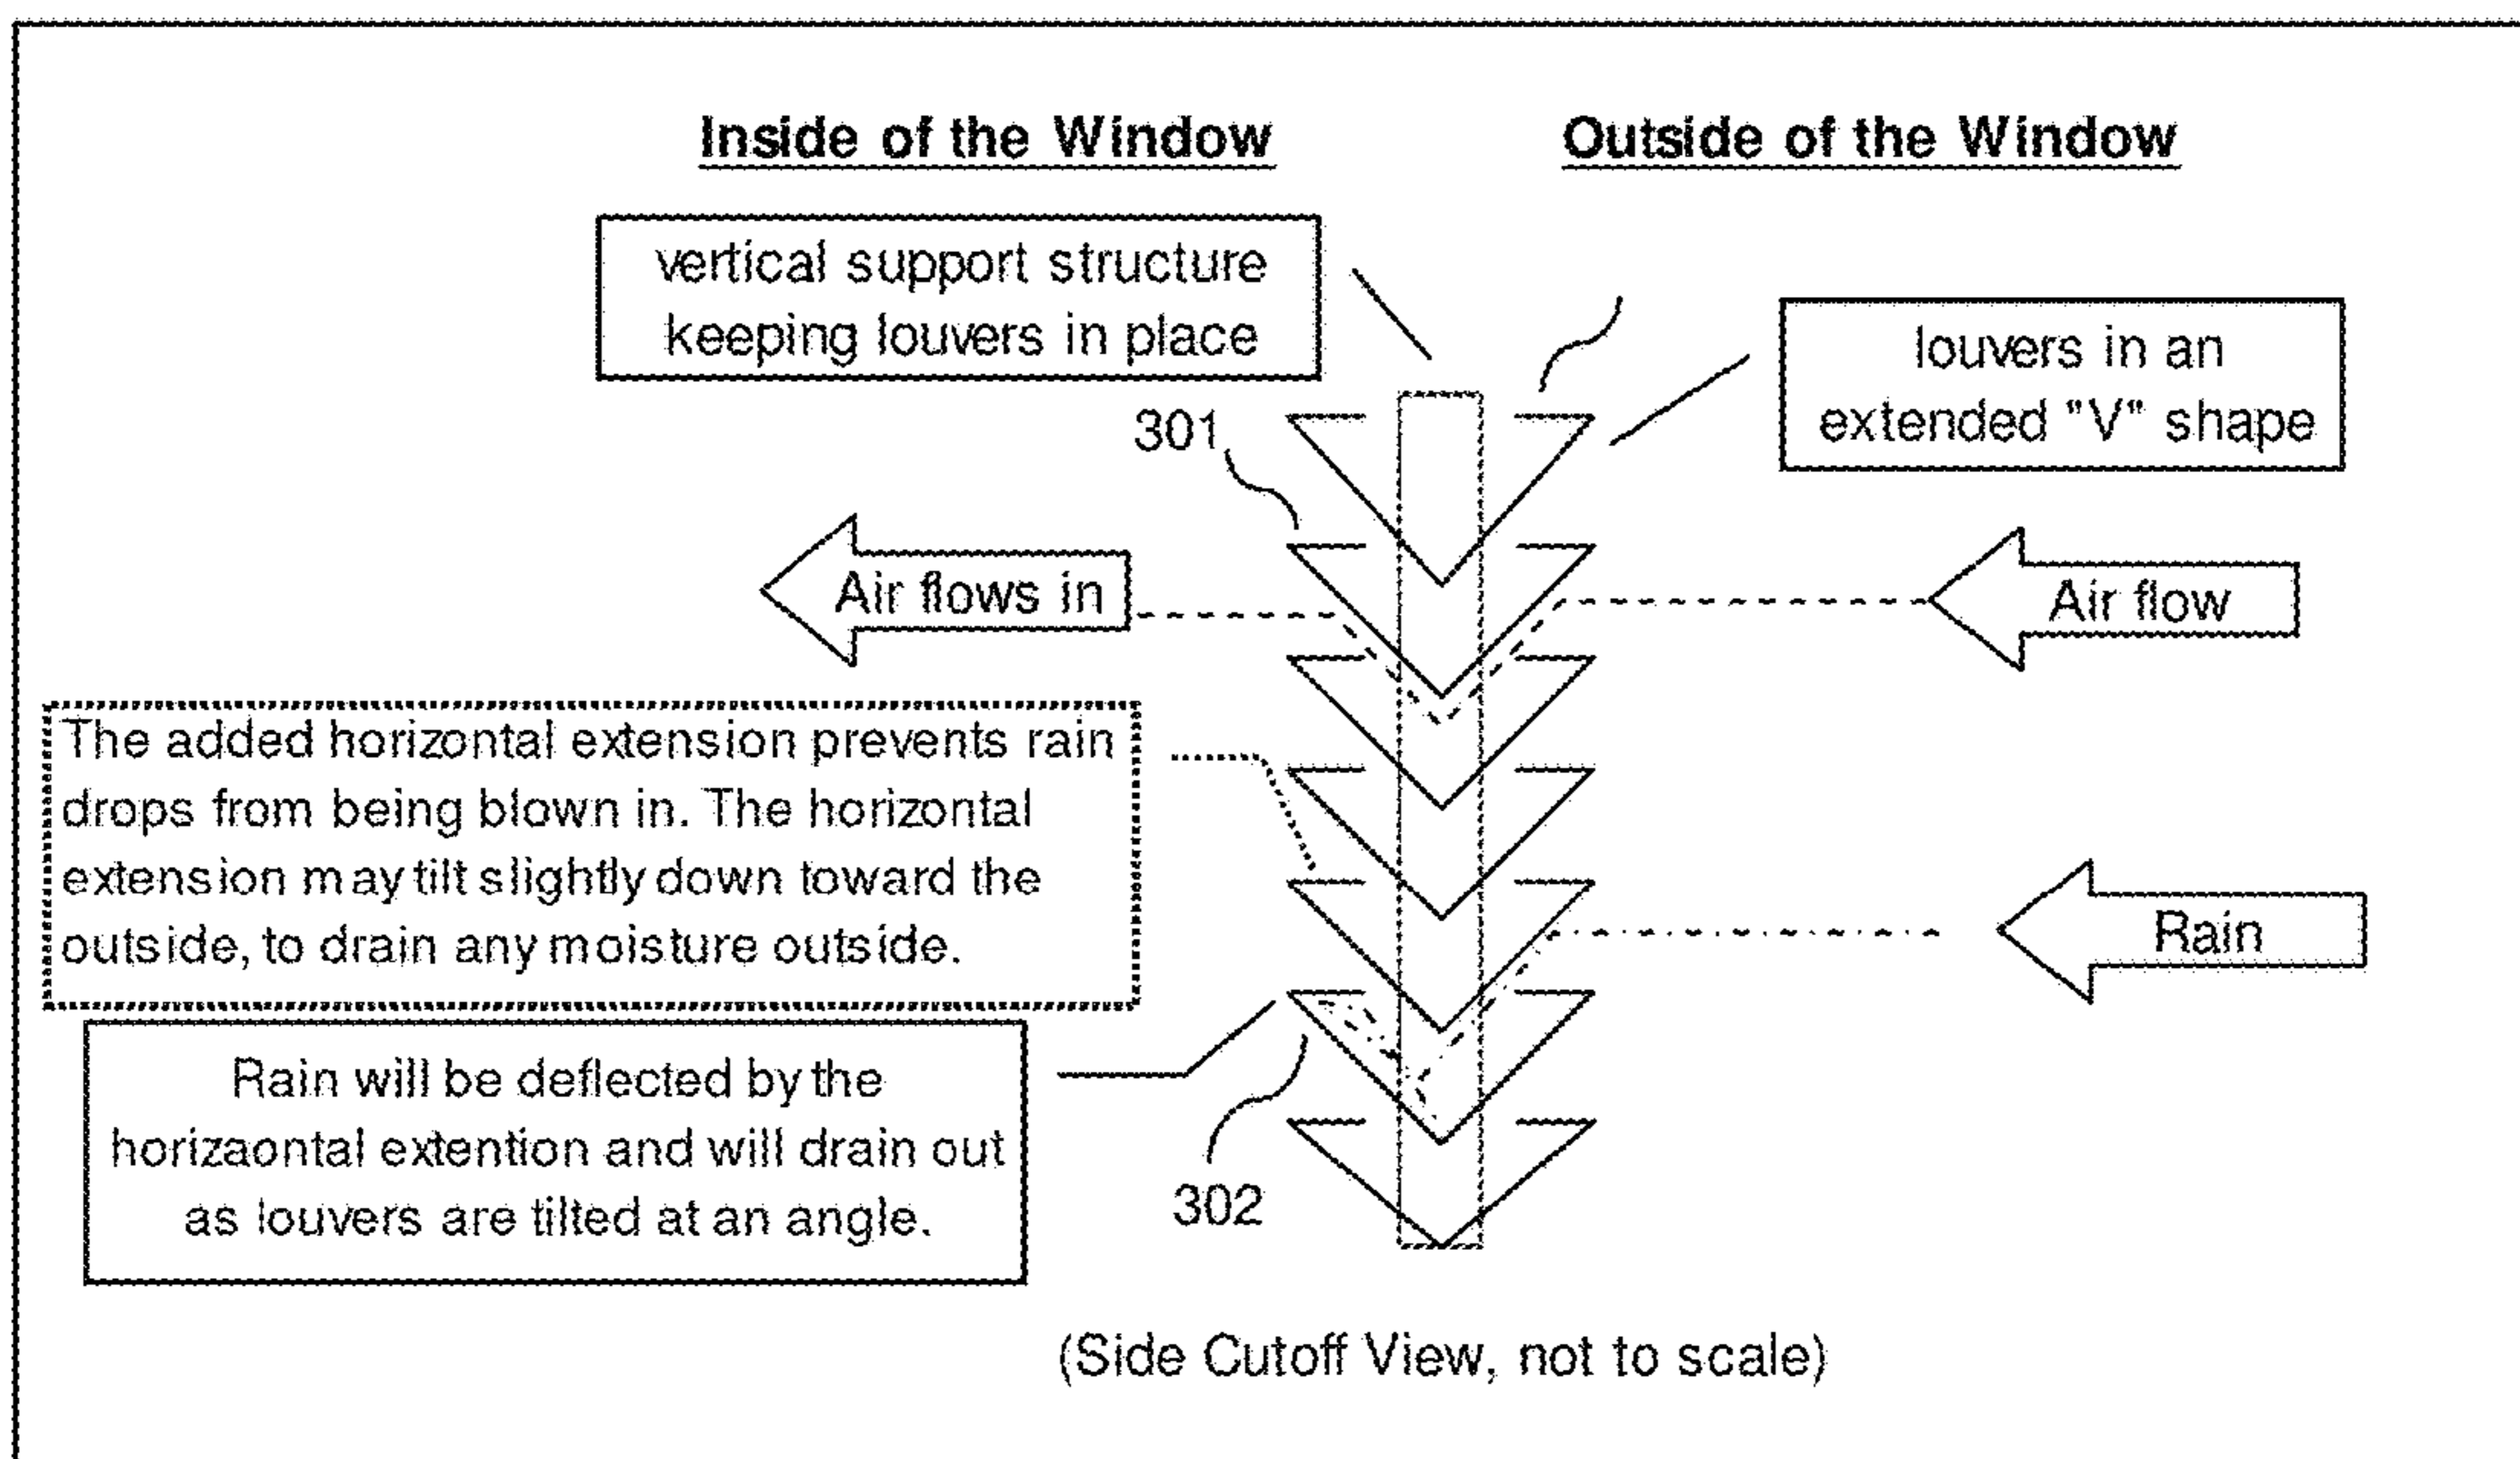 Inside of the Window
Outside of the Window
vertical support structure
keeping louvers in place
louvers in an
extended "V" shape
301
Air flows in
Air flow
The added horizontal extension prevents rain
drops from being blown in. The horizontal
extension may tilt slightly down toward the
outside, to drain any moisture outside.
Rain
Rain will be deflected by the
horizaontal extention and will drain out
as louvers are tilted at an angle.
302
(Side Cutoff View, not to scale)